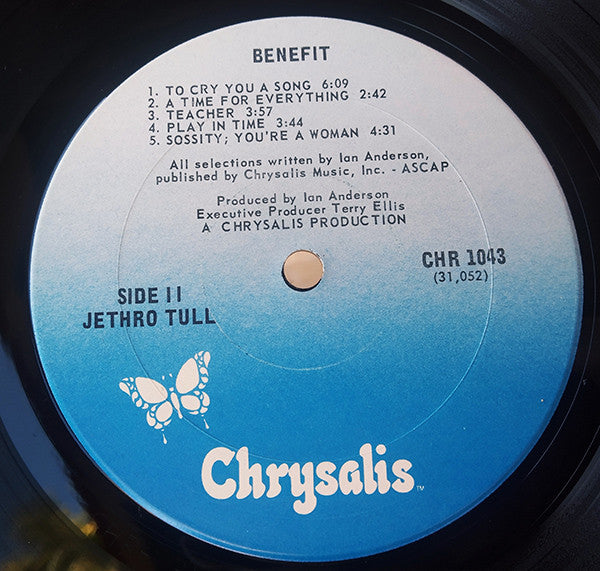 BENEFIT
1. TO CRY YOU A SONG 6:09
2. A TIME FOR EVERYTHING 2:42
3. TEACHER 3:57
4. PLAY IN TIME 3:44
5. SOSSITY; YOU'RE A WOMAN 4:31
All selections written by Ian Anderson,
published by Chrysalis Music, Inc. - ASCAP
Produced by Ian Anderson
Executive Producer Terry Ellis
A CHRYSALIS PRODUCTION
CHR 1043
(31,052)
SIDE II
JETHRO TULL
Chrysalis
TM